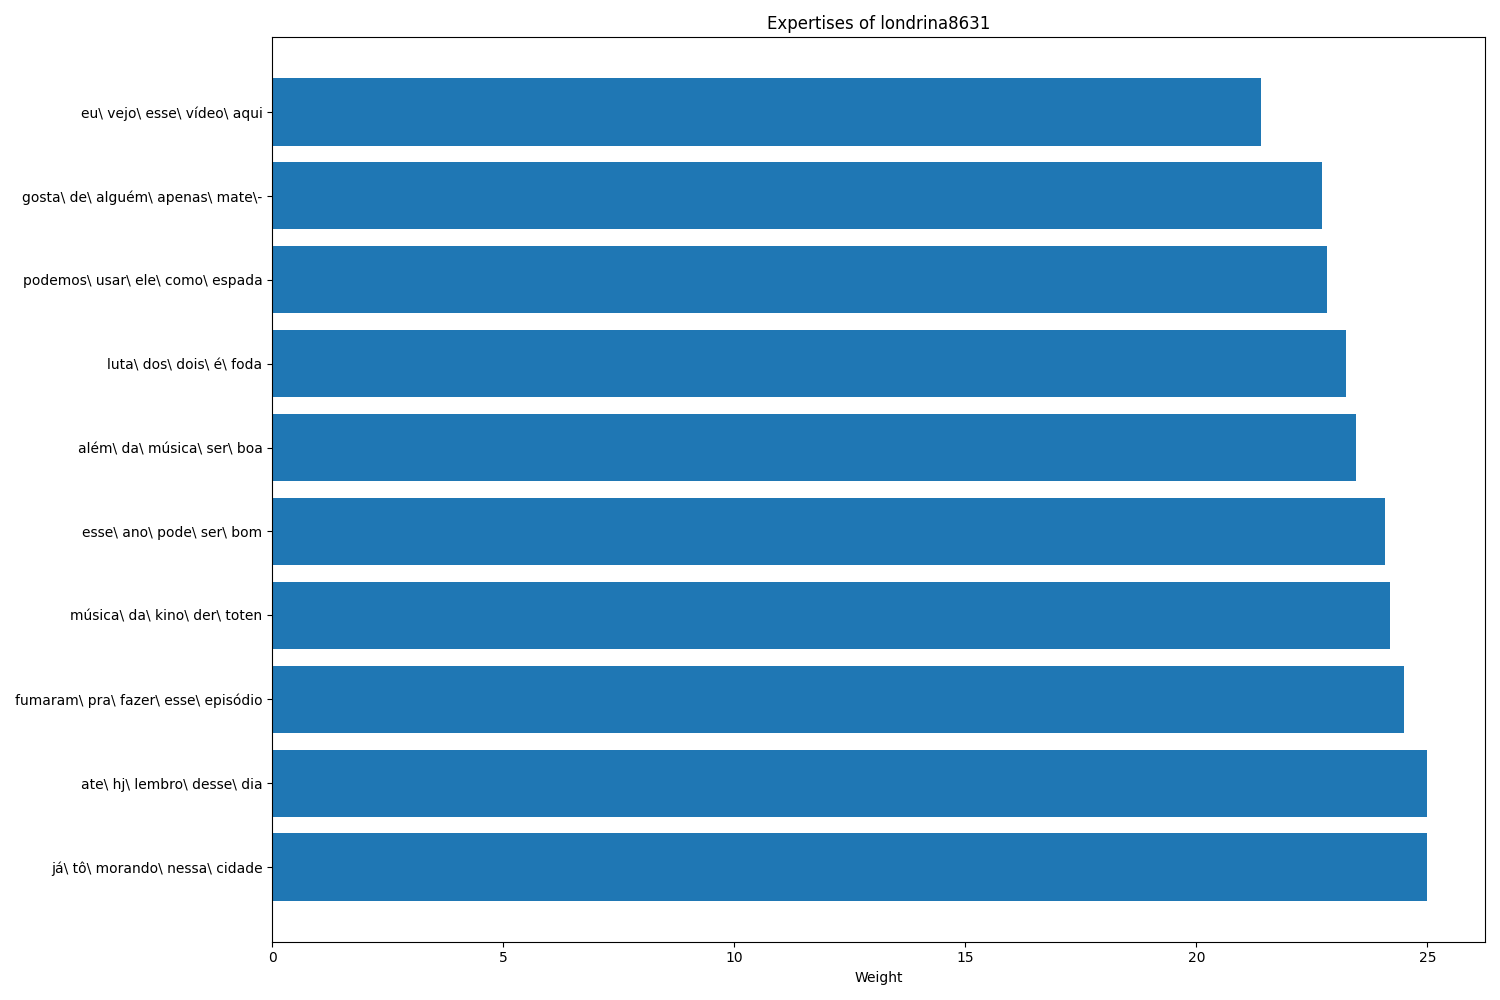 Expertises of londrina8631
eu\ vejo\ esse\ vídeo\ aqui
gosta\ de\ alguém\ apenas\ mate\-
podemos\ usar\ ele\ como\ espada
luta\ dos\ dois\ é\ foda
além\ da\ música\ ser\ boa
esse\ ano\ pode\ ser\ bom
música\ da\ kino\ der\ toten
fumaram\ pra\ fazer\ esse\ episódio
ate\ hj\ lembro\ desse\ dia
já\ tô\ morando\ nessa\ cidade
0 5 10 15 20 25
Weight